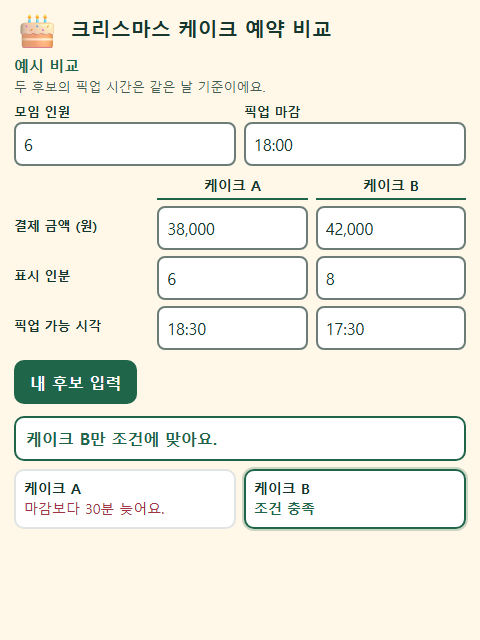 크리스마스 케이크 예약 비교
예시 비교
두 후보의 픽업 시간은 같은 날 기준이에요.
모임 인원 픽업 마감
6 18:00
케이크 A 케이크 B
결제 금액 (원) 38,000 42,000
표시 인분 6 8
픽업 가능 시각 18:30 17:30
내 후보 입력
케이크 B만 조건에 맞아요.
케이크 A 케이크 B
마감보다 30분 늦어요. 조건 충족